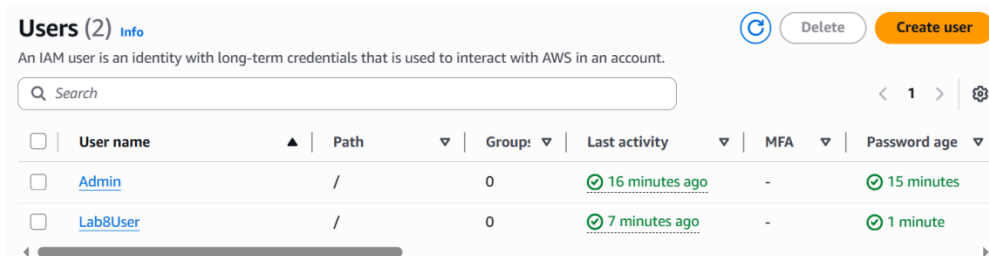 Users (2) Info
Delete
Create user
An IAM user is an identity with long-term credentials that is used to interact with AWS in an account.
Search
1
User name Path Groups Last activity MFA Password age
Admin / 0 16 minutes ago - 15 minutes
Lab8User / 0 7 minutes ago - 1 minute